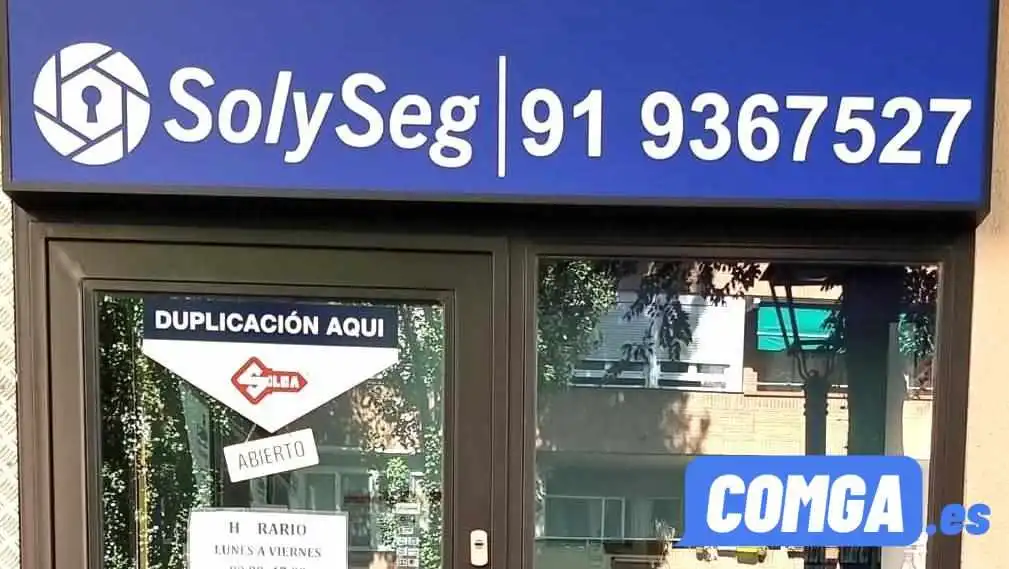 SolySeg | 91 9367527
DUPLICACIÓN AQUI
SILCA
ABIERTO
H RARIO
LUNES A VIERNES
COMGA.es